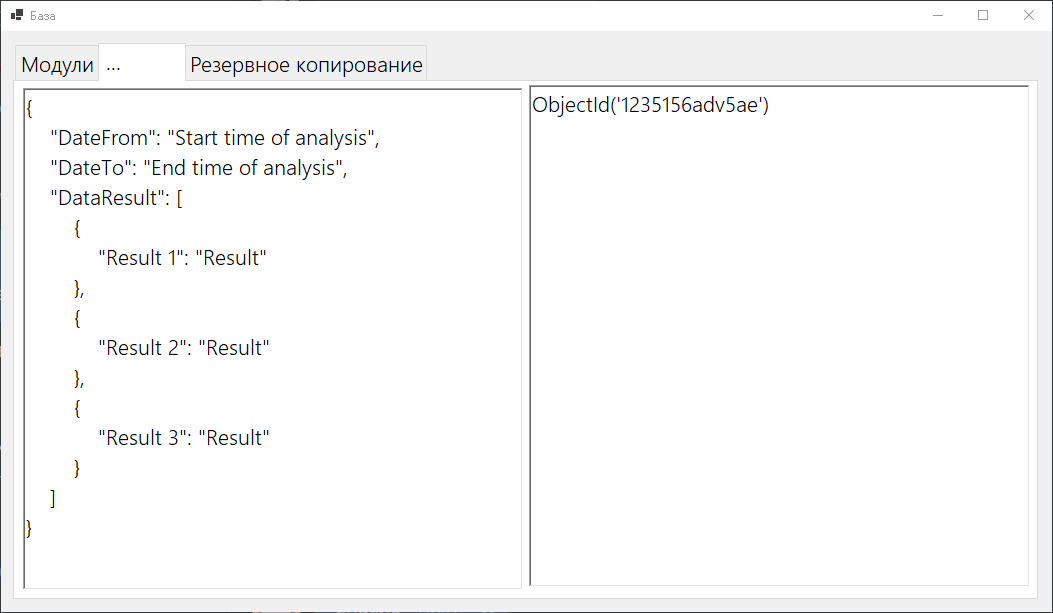 База
Модули
...
Резервное копирование
{
"DateFrom": "Start time of analysis",
"DateTo": "End time of analysis",
"DataResult": [
{
"Result 1": "Result"
},
{
"Result 2": "Result"
},
{
"Result 3": "Result"
}
]
}
ObjectId('1235156adv5ae')